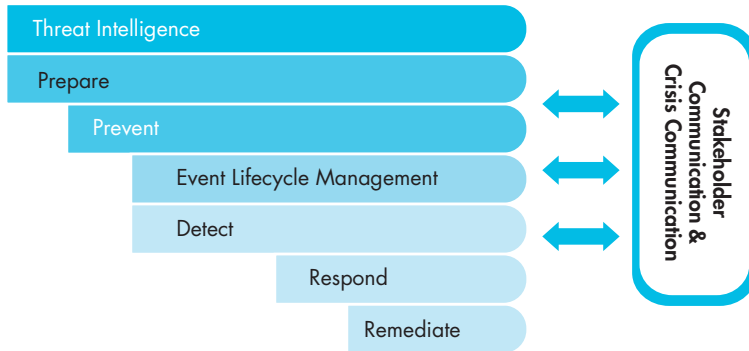 Threat Intelligence
Prepare
Prevent
Event Lifecycle Management
Detect
Respond
Remediate
Stakeholder
Communication &
Crisis Communication